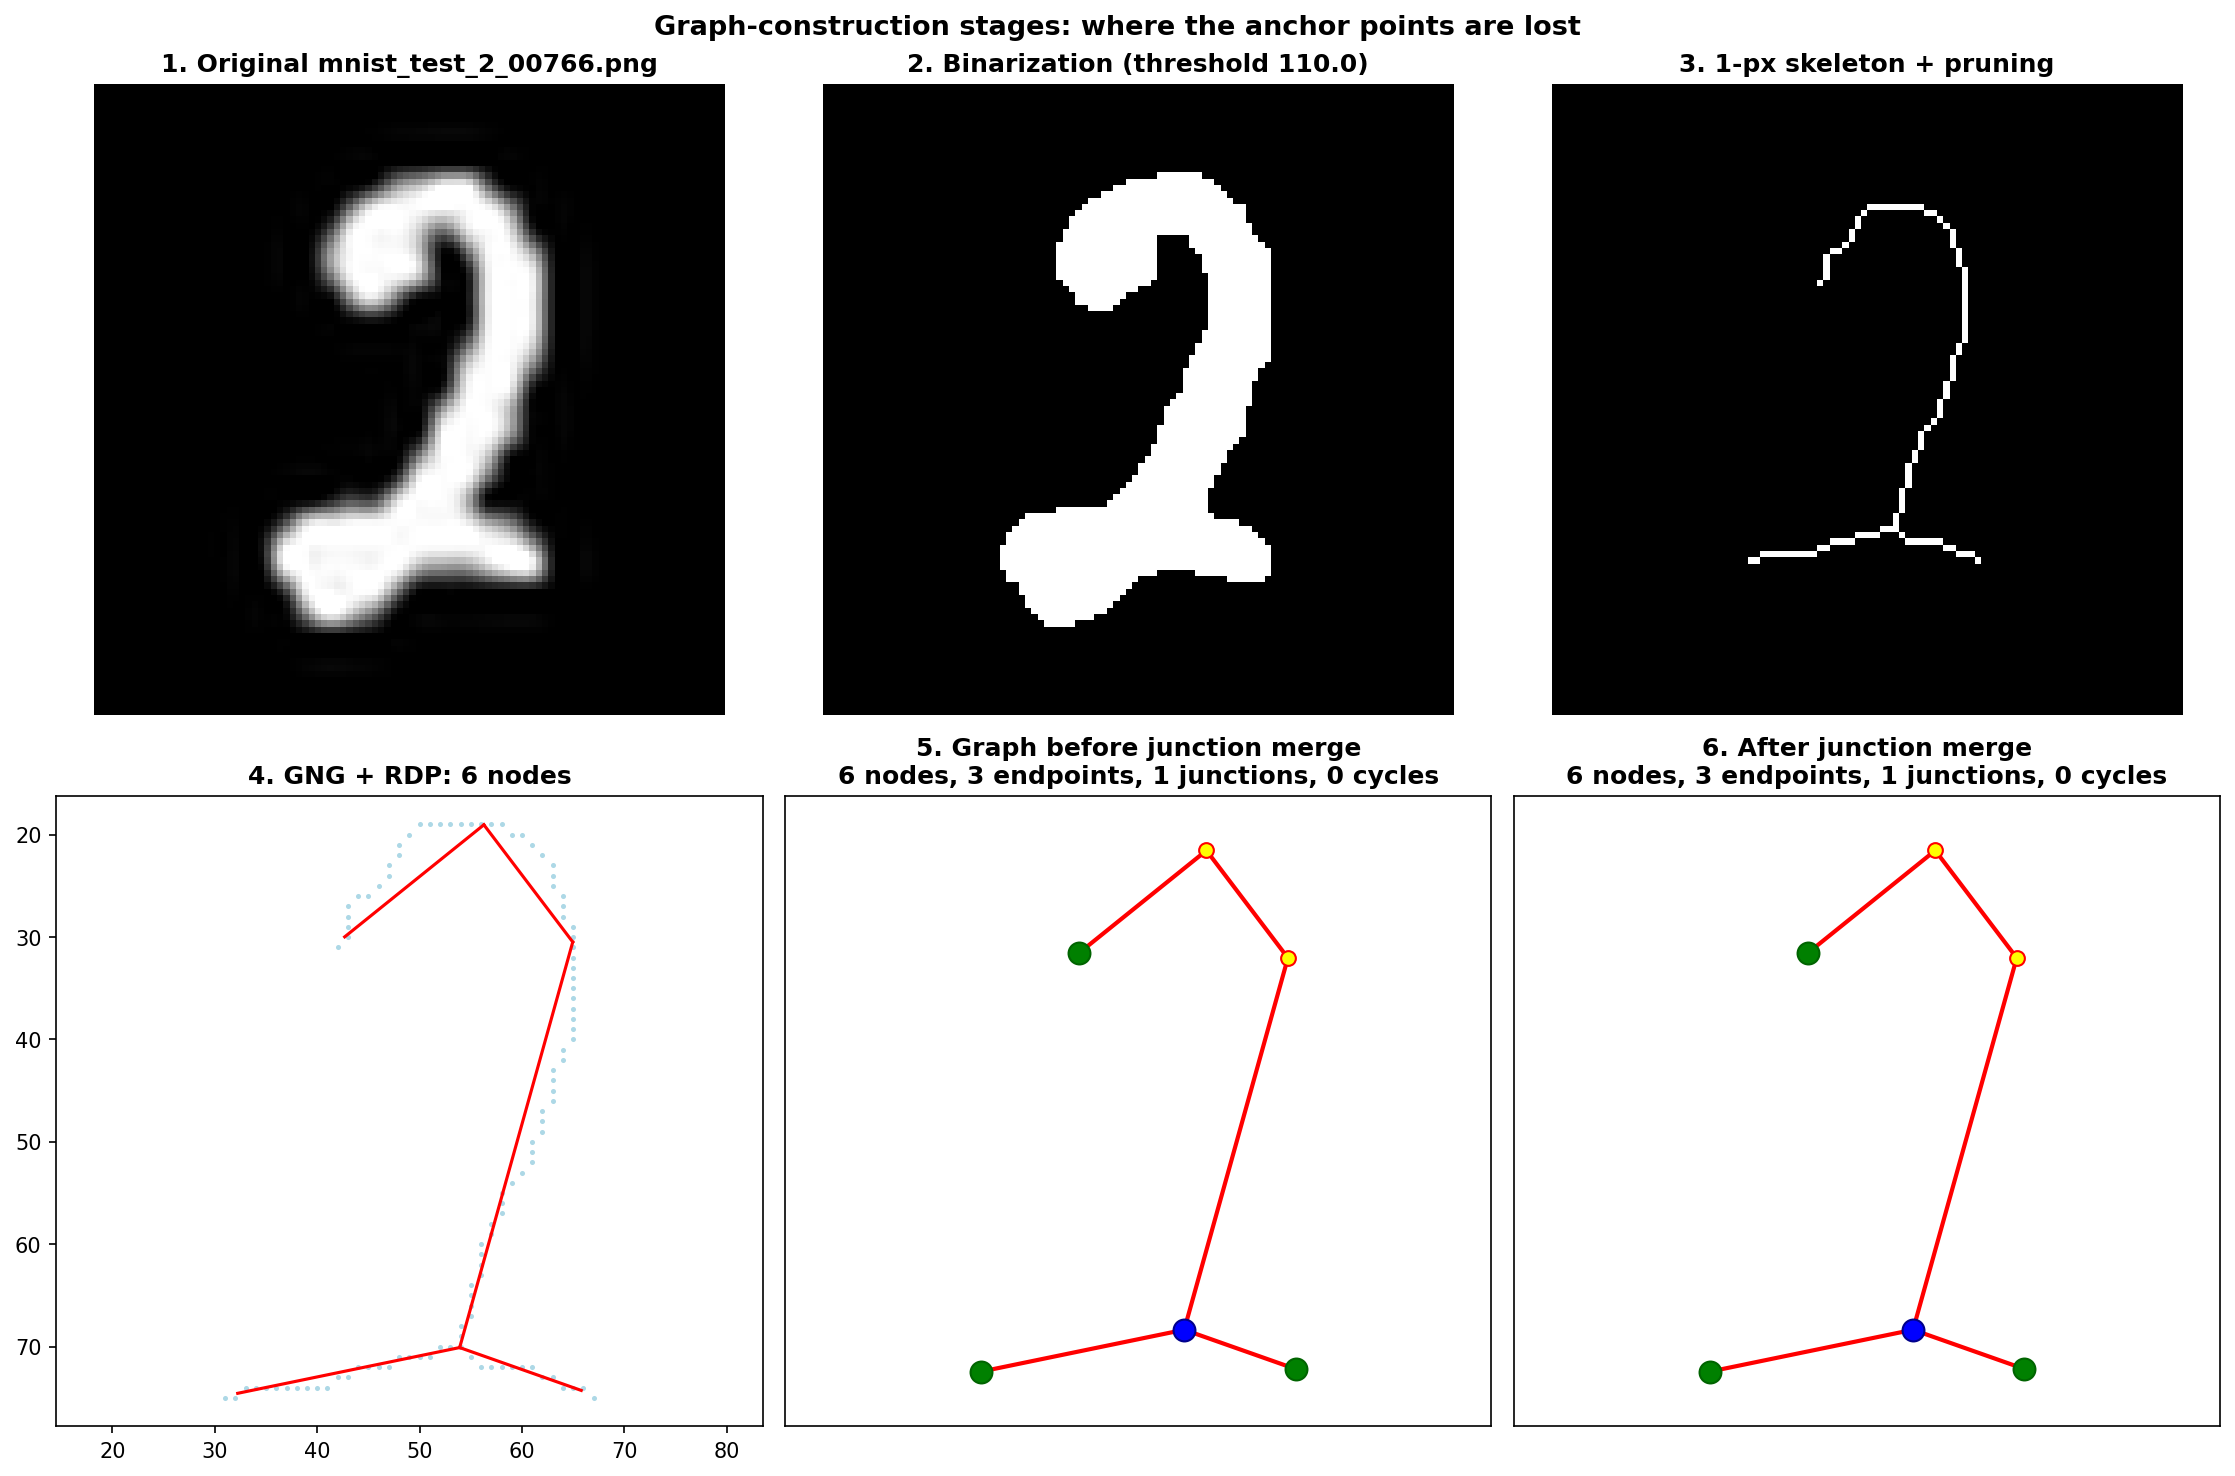 Graph-construction stages: where the anchor points are lost
1. Original mnist_test_2_00766.png
2. Binarization (threshold 110.0)
3. 1-px skeleton + pruning
4. GNG + RDP: 6 nodes
5. Graph before junction merge
6 nodes, 3 endpoints, 1 junctions, 0 cycles
6. After junction merge
6 nodes, 3 endpoints, 1 junctions, 0 cycles
20
30
40
50
60
70
20 30 40 50 60 70 80